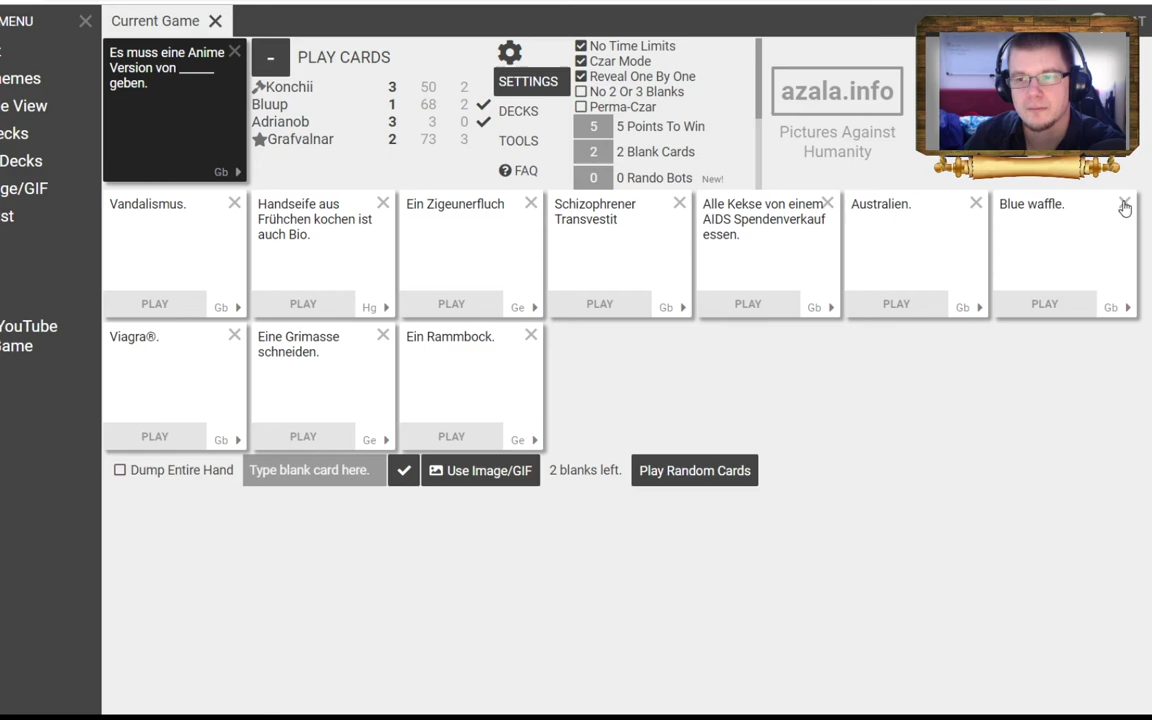 MENU
Current Game
emes
e View
ecks
Decks
ge/GIF
st
YouTube
Game
Es muss eine Anime
Version von ______
geben.
Gb
-
PLAY CARDS
Konchii 3 50 2
Bluup 1 68 2
Adrianob 3 3 0
Grafvalnar 2 73 3
SETTINGS
DECKS
TOOLS
FAQ
No Time Limits
Czar Mode
Reveal One By One
No 2 Or 3 Blanks
Perma-Czar
5 5 Points To Win
2 2 Blank Cards
0 0 Rando Bots New!
azala.info
Pictures Against
Humanity
Vandalismus.
PLAY Gb
Handseife aus
Frühchen kochen ist
auch Bio.
PLAY Hg
Ein Zigeunerfluch
PLAY Ge
Schizophrener
Transvestit
PLAY Gb
Alle Kekse von einem
AIDS Spendenverkauf
essen.
PLAY Gb
Australien.
PLAY Gb
Blue waffle.
PLAY Gb
Viagra®.
PLAY Gb
Eine Grimasse
schneiden.
PLAY Ge
Ein Rammbock.
PLAY Ge
Dump Entire Hand
Type blank card here.
Use Image/GIF
2 blanks left.
Play Random Cards